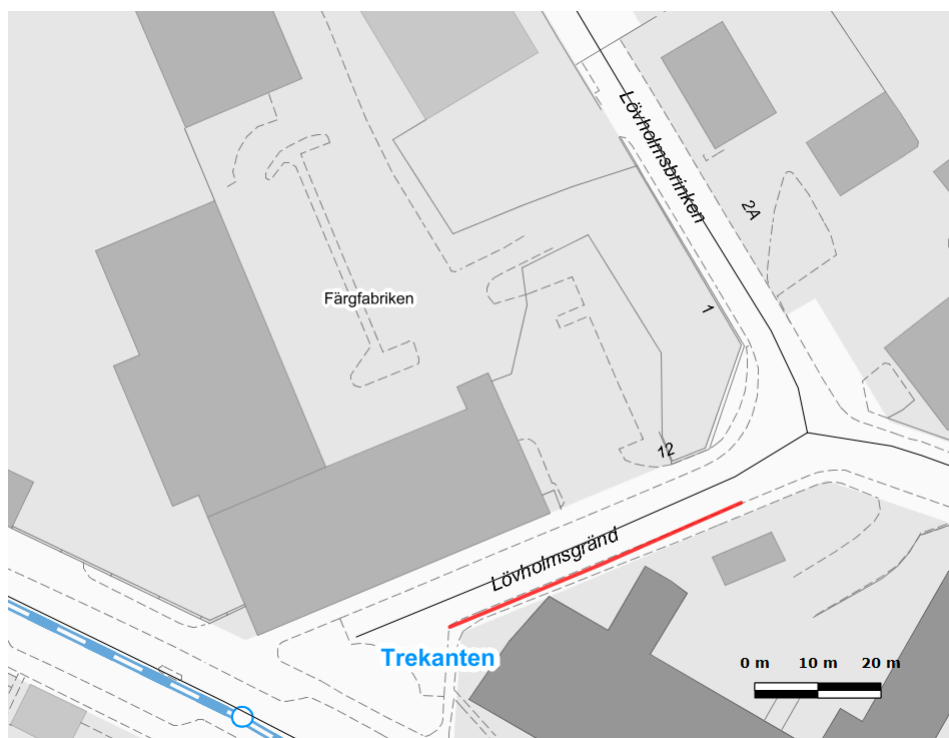 Lövholmsbrinken
2A
Färgfabriken
1
12
Lövholmsgränd
Trekanten
0 m 10 m 20 m